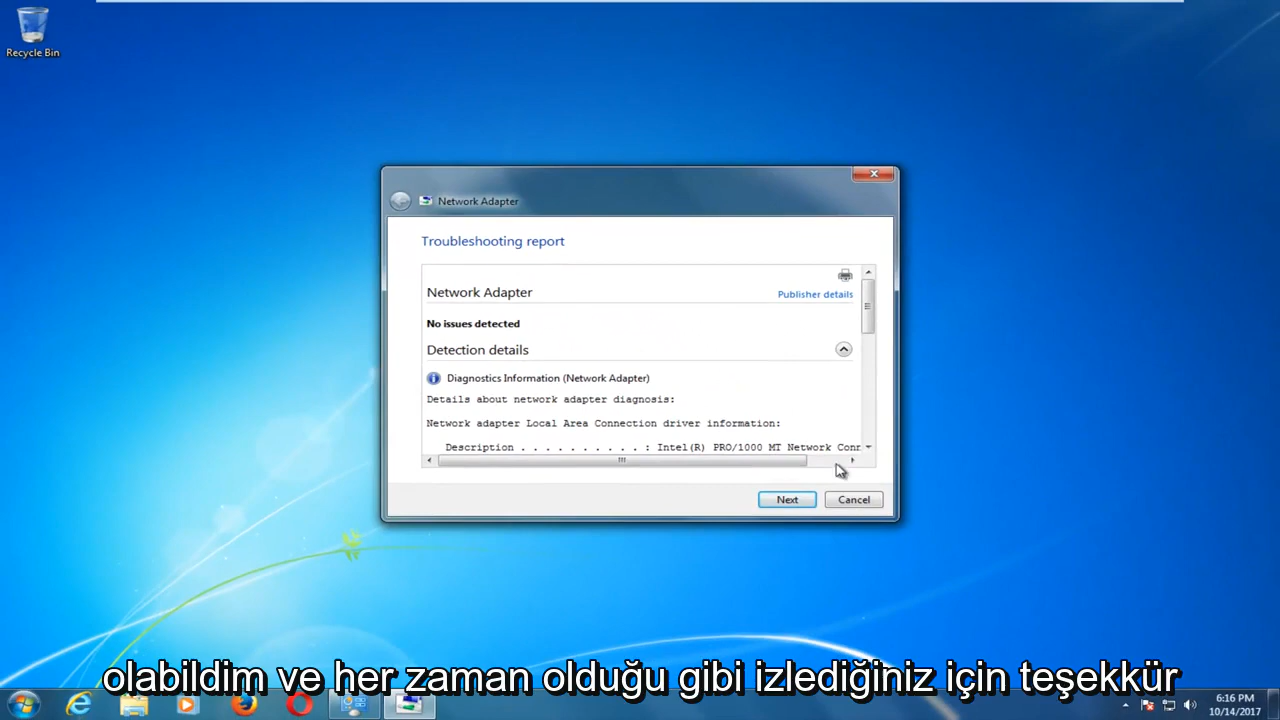 Recycle Bin
Network Adapter
Troubleshooting report
Network Adapter
Publisher details
No issues detected
Detection details
Diagnostics Information (Network Adapter)
Details about network adapter diagnosis:
Network adapter Local Area Connection driver information:
Description . . . . . . . . . . : Intel(R) PRO/1000 MT Network Conn
Next
Cancel
olabildim ve her zaman olduğu gibi izlediğiniz için teşekkür
6:16 PM
10/14/2017